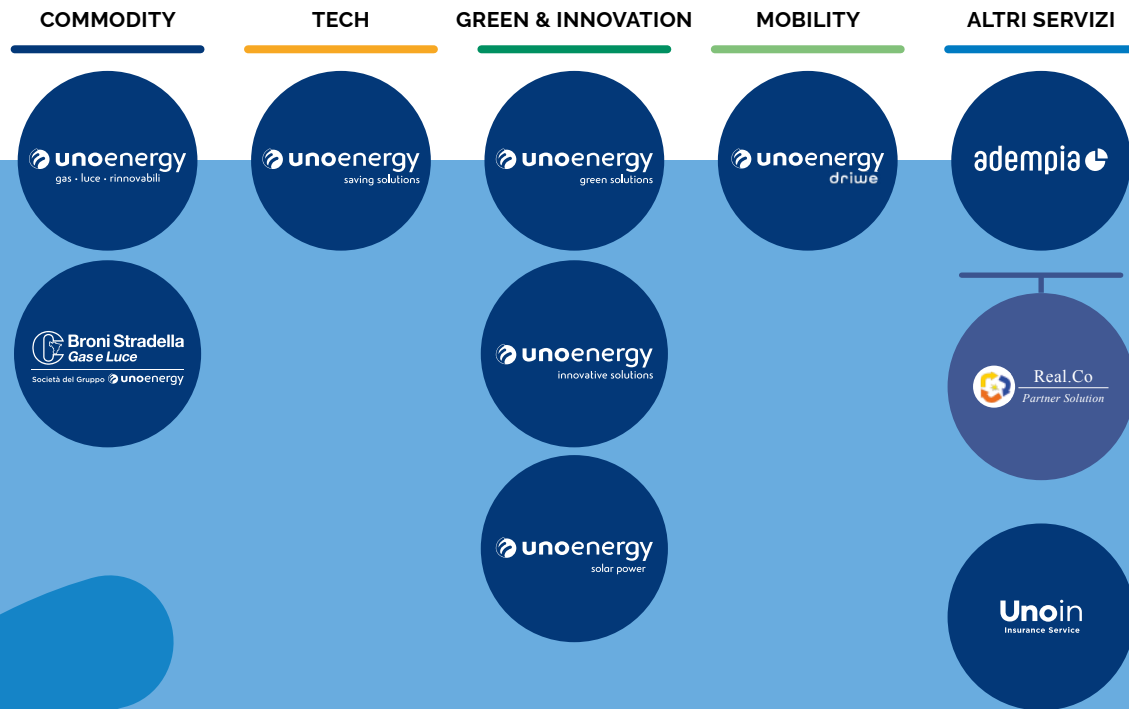 COMMODITY
TECH
GREEN & INNOVATION
MOBILITY
ALTRI SERVIZI
unoenergy
gas · luce · rinnovabili
unoenergy
saving solutions
unoenergy
green solutions
unoenergy
driwe
adempia
Broni Stradella
Gas e Luce
Società del Gruppo unoenergy
unoenergy
innovative solutions
Real.Co
Partner Solution
unoenergy
solar power
Unoin
Insurance Service